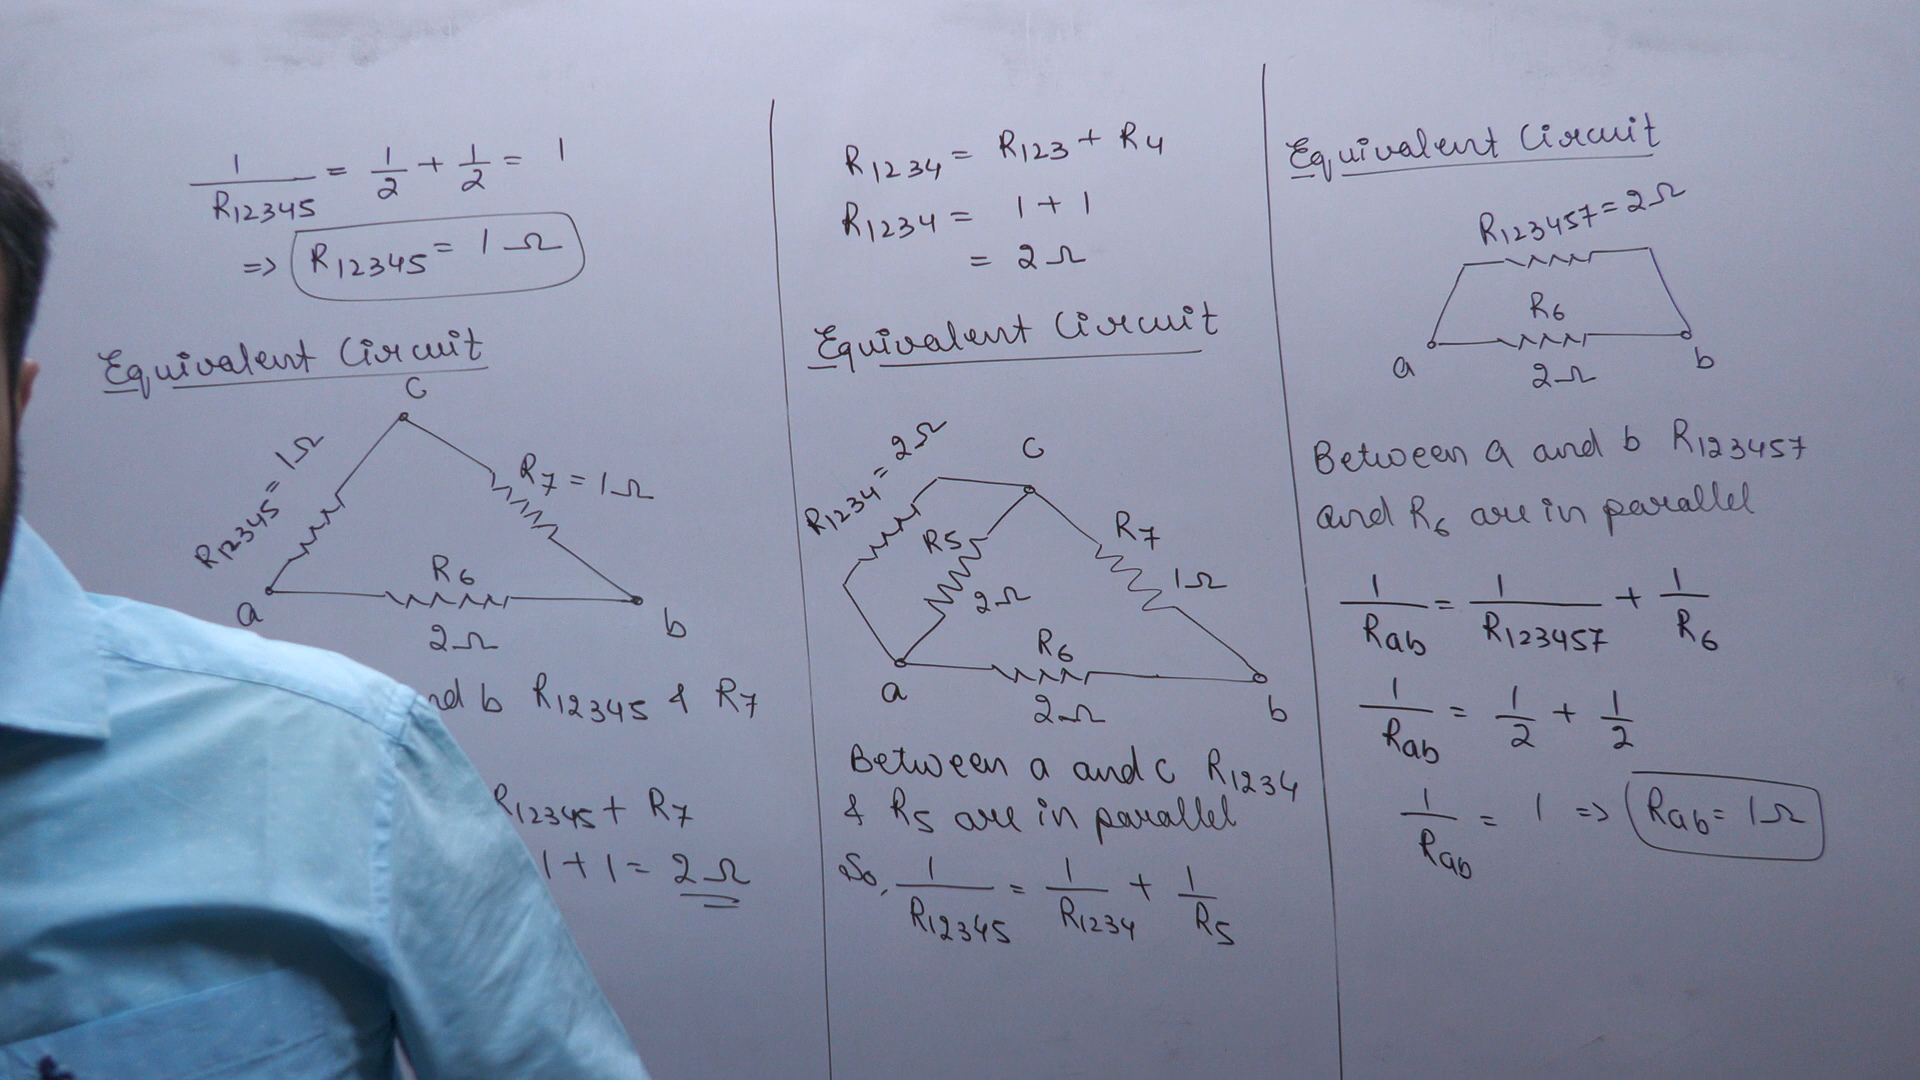 1/R12345 = 1/2 + 1/2 = 1
=> R12345 = 1Ω
Equivalent Circuit
C
R12345 = 1Ω
R7 = 1Ω
R6
a
b
2Ω
b R12345 & R7
R12345 + R7
1 + 1 = 2Ω
R1234 = R123 + R4
R1234 = 1 + 1
= 2Ω
Equivalent Circuit
R1234 = 2Ω
C
R5
R7
2Ω
1Ω
R6
a
2Ω
b
Between a and c R1234
& R5 are in parallel
So, 1/R12345 = 1/R1234 + 1/R5
Equivalent Circuit
R123457 = 2Ω
R6
a
b
2Ω
Between a and b R123457
and R6 are in parallel
1/Rab = 1/R123457 + 1/R6
1/Rab = 1/2 + 1/2
1/Rab = 1 => Rab = 1Ω